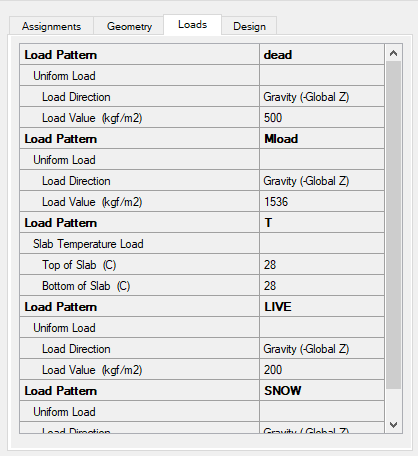 Assignments Geometry Loads Design
Load Pattern dead
Uniform Load
Load Direction Gravity (-Global Z)
Load Value (kgf/m2) 500
Load Pattern Mload
Uniform Load
Load Direction Gravity (-Global Z)
Load Value (kgf/m2) 1536
Load Pattern T
Slab Temperature Load
Top of Slab (C) 28
Bottom of Slab (C) 28
Load Pattern LIVE
Uniform Load
Load Direction Gravity (-Global Z)
Load Value (kgf/m2) 200
Load Pattern SNOW
Uniform Load
Load Direction Gravity (-Global Z)